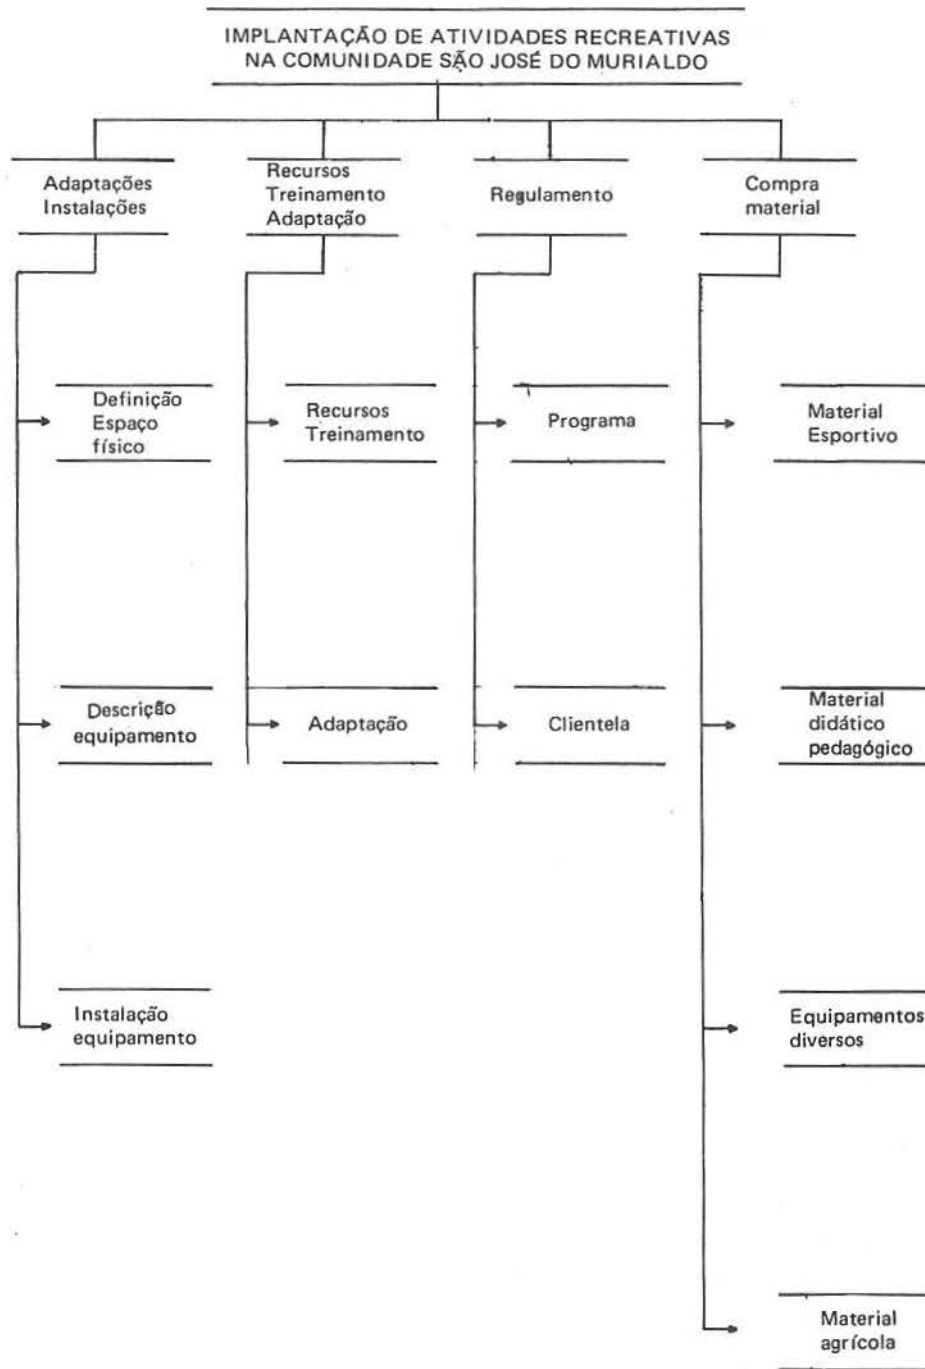 IMPLANTAÇÃO DE ATIVIDADES RECREATIVAS
NA COMUNIDADE SÃO JOSÉ DO MURIALDO
Adaptações
Instalações
Recursos
Treinamento
Adaptação
Regulamento
Compra
material
Definição
Espaço
físico
Recursos
Treinamento
Programa
Material
Esportivo
Descrição
equipamento
Adaptação
Clientela
Material
didático
pedagógico
Instalação
equipamento
Equipamentos
diversos
Material
agrícola